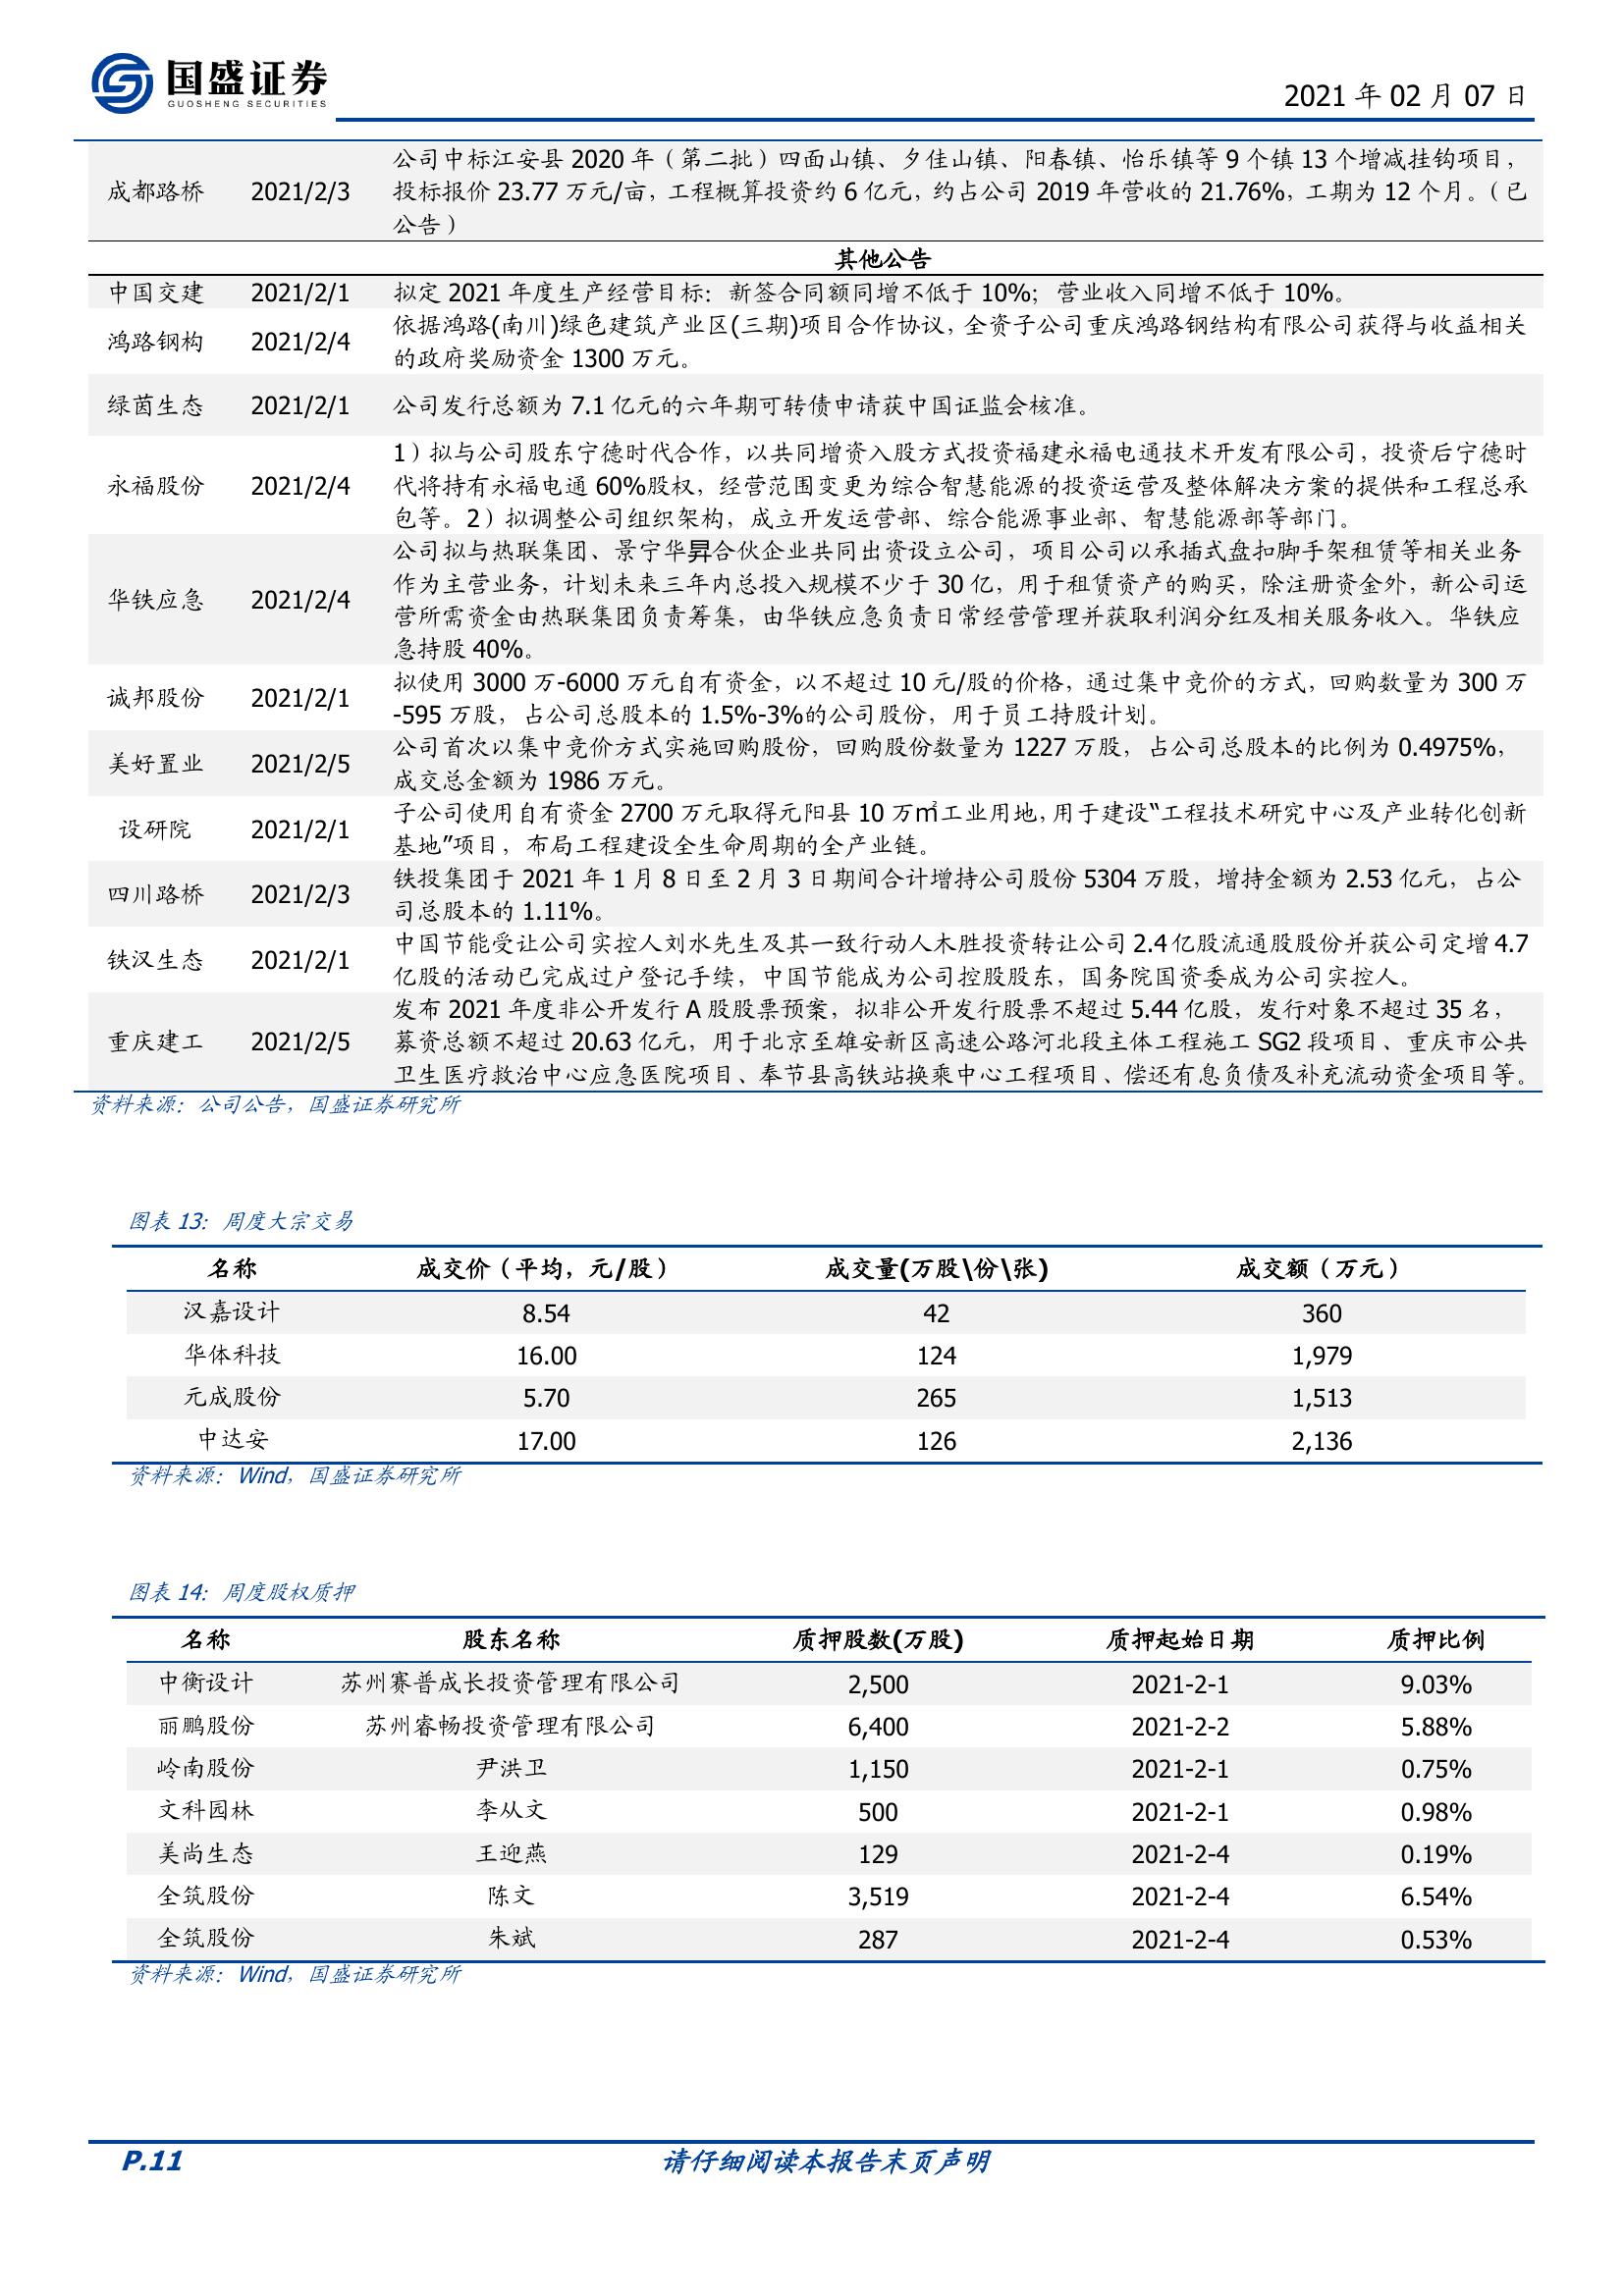 国盛证券
GUOSHENG SECURITIES
2021 年 02 月 07 日
成都路桥 2021/2/3 公司中标江安县 2020 年（第二批）四面山镇、夕佳山镇、阳春镇、怡乐镇等 9 个镇 13 个增减挂钩项目，
投标报价 23.77 万元/亩，工程概算投资约 6 亿元，约占公司 2019 年营收的 21.76%，工期为 12 个月。（已
公告）
其他公告
中国交建 2021/2/1 拟定 2021 年度生产经营目标：新签合同额同增不低于 10%；营业收入同增不低于 10%。
鸿路钢构 2021/2/4 依据鸿路(南川)绿色建筑产业区(三期)项目合作协议，全资子公司重庆鸿路钢结构有限公司获得与收益相关
的政府奖励资金 1300 万元。
绿茵生态 2021/2/1 公司发行总额为 7.1 亿元的六年期可转债申请获中国证监会核准。
永福股份 2021/2/4 1）拟与公司股东宁德时代合作，以共同增资入股方式投资福建永福电通技术开发有限公司，投资后宁德时
代将持有永福电通 60%股权，经营范围变更为综合智慧能源的投资运营及整体解决方案的提供和工程总承
包等。2）拟调整公司组织架构，成立开发运营部、综合能源事业部、智慧能源部等部门。
华铁应急 2021/2/4 公司拟与热联集团、景宁华昇合伙企业共同出资设立公司，项目公司以承插式盘扣脚手架租赁等相关业务
作为主营业务，计划未来三年内总投入规模不少于 30 亿，用于租赁资产的购买，除注册资金外，新公司运
营所需资金由热联集团负责筹集，由华铁应急负责日常经营管理并获取利润分红及相关服务收入。华铁应
急持股 40%。
诚邦股份 2021/2/1 拟使用 3000 万-6000 万元自有资金，以不超过 10 元/股的价格，通过集中竞价的方式，回购数量为 300 万
-595 万股，占公司总股本的 1.5%-3%的公司股份，用于员工持股计划。
美好置业 2021/2/5 公司首次以集中竞价方式实施回购股份，回购股份数量为 1227 万股，占公司总股本的比例为 0.4975%，
成交总金额为 1986 万元。
设研院 2021/2/1 子公司使用自有资金 2700 万元取得元阳县 10 万㎡工业用地，用于建设“工程技术研究中心及产业转化创新
基地”项目，布局工程建设全生命周期的全产业链。
四川路桥 2021/2/3 铁投集团于 2021 年 1 月 8 日至 2 月 3 日期间合计增持公司股份 5304 万股，增持金额为 2.53 亿元，占公
司总股本的 1.11%。
铁汉生态 2021/2/1 中国节能受让公司实控人刘水先生及其一致行动人木胜投资转让公司 2.4 亿股流通股股份并获公司定增 4.7
亿股的活动已完成过户登记手续，中国节能成为公司控股股东，国务院国资委成为公司实控人。
重庆建工 2021/2/5 发布 2021 年度非公开发行 A 股股票预案，拟非公开发行股票不超过 5.44 亿股，发行对象不超过 35 名，
募资总额不超过 20.63 亿元，用于北京至雄安新区高速公路河北段主体工程施工 SG2 段项目、重庆市公共
卫生医疗救治中心应急医院项目、奉节县高铁站换乘中心工程项目、偿还有息负债及补充流动资金项目等。
资料来源：公司公告，国盛证券研究所
图表 13：周度大宗交易
名称 成交价（平均，元/股） 成交量(万股\份\张) 成交额（万元）
汉嘉设计 8.54 42 360
华体科技 16.00 124 1,979
元成股份 5.70 265 1,513
中达安 17.00 126 2,136
资料来源：Wind，国盛证券研究所
图表 14：周度股权质押
名称 股东名称 质押股数(万股) 质押起始日期 质押比例
中衡设计 苏州赛普成长投资管理有限公司 2,500 2021-2-1 9.03%
丽鹏股份 苏州睿畅投资管理有限公司 6,400 2021-2-2 5.88%
岭南股份 尹洪卫 1,150 2021-2-1 0.75%
文科园林 李从文 500 2021-2-1 0.98%
美尚生态 王迎燕 129 2021-2-4 0.19%
全筑股份 陈文 3,519 2021-2-4 6.54%
全筑股份 朱斌 287 2021-2-4 0.53%
资料来源：Wind，国盛证券研究所
P.11 请仔细阅读本报告末页声明